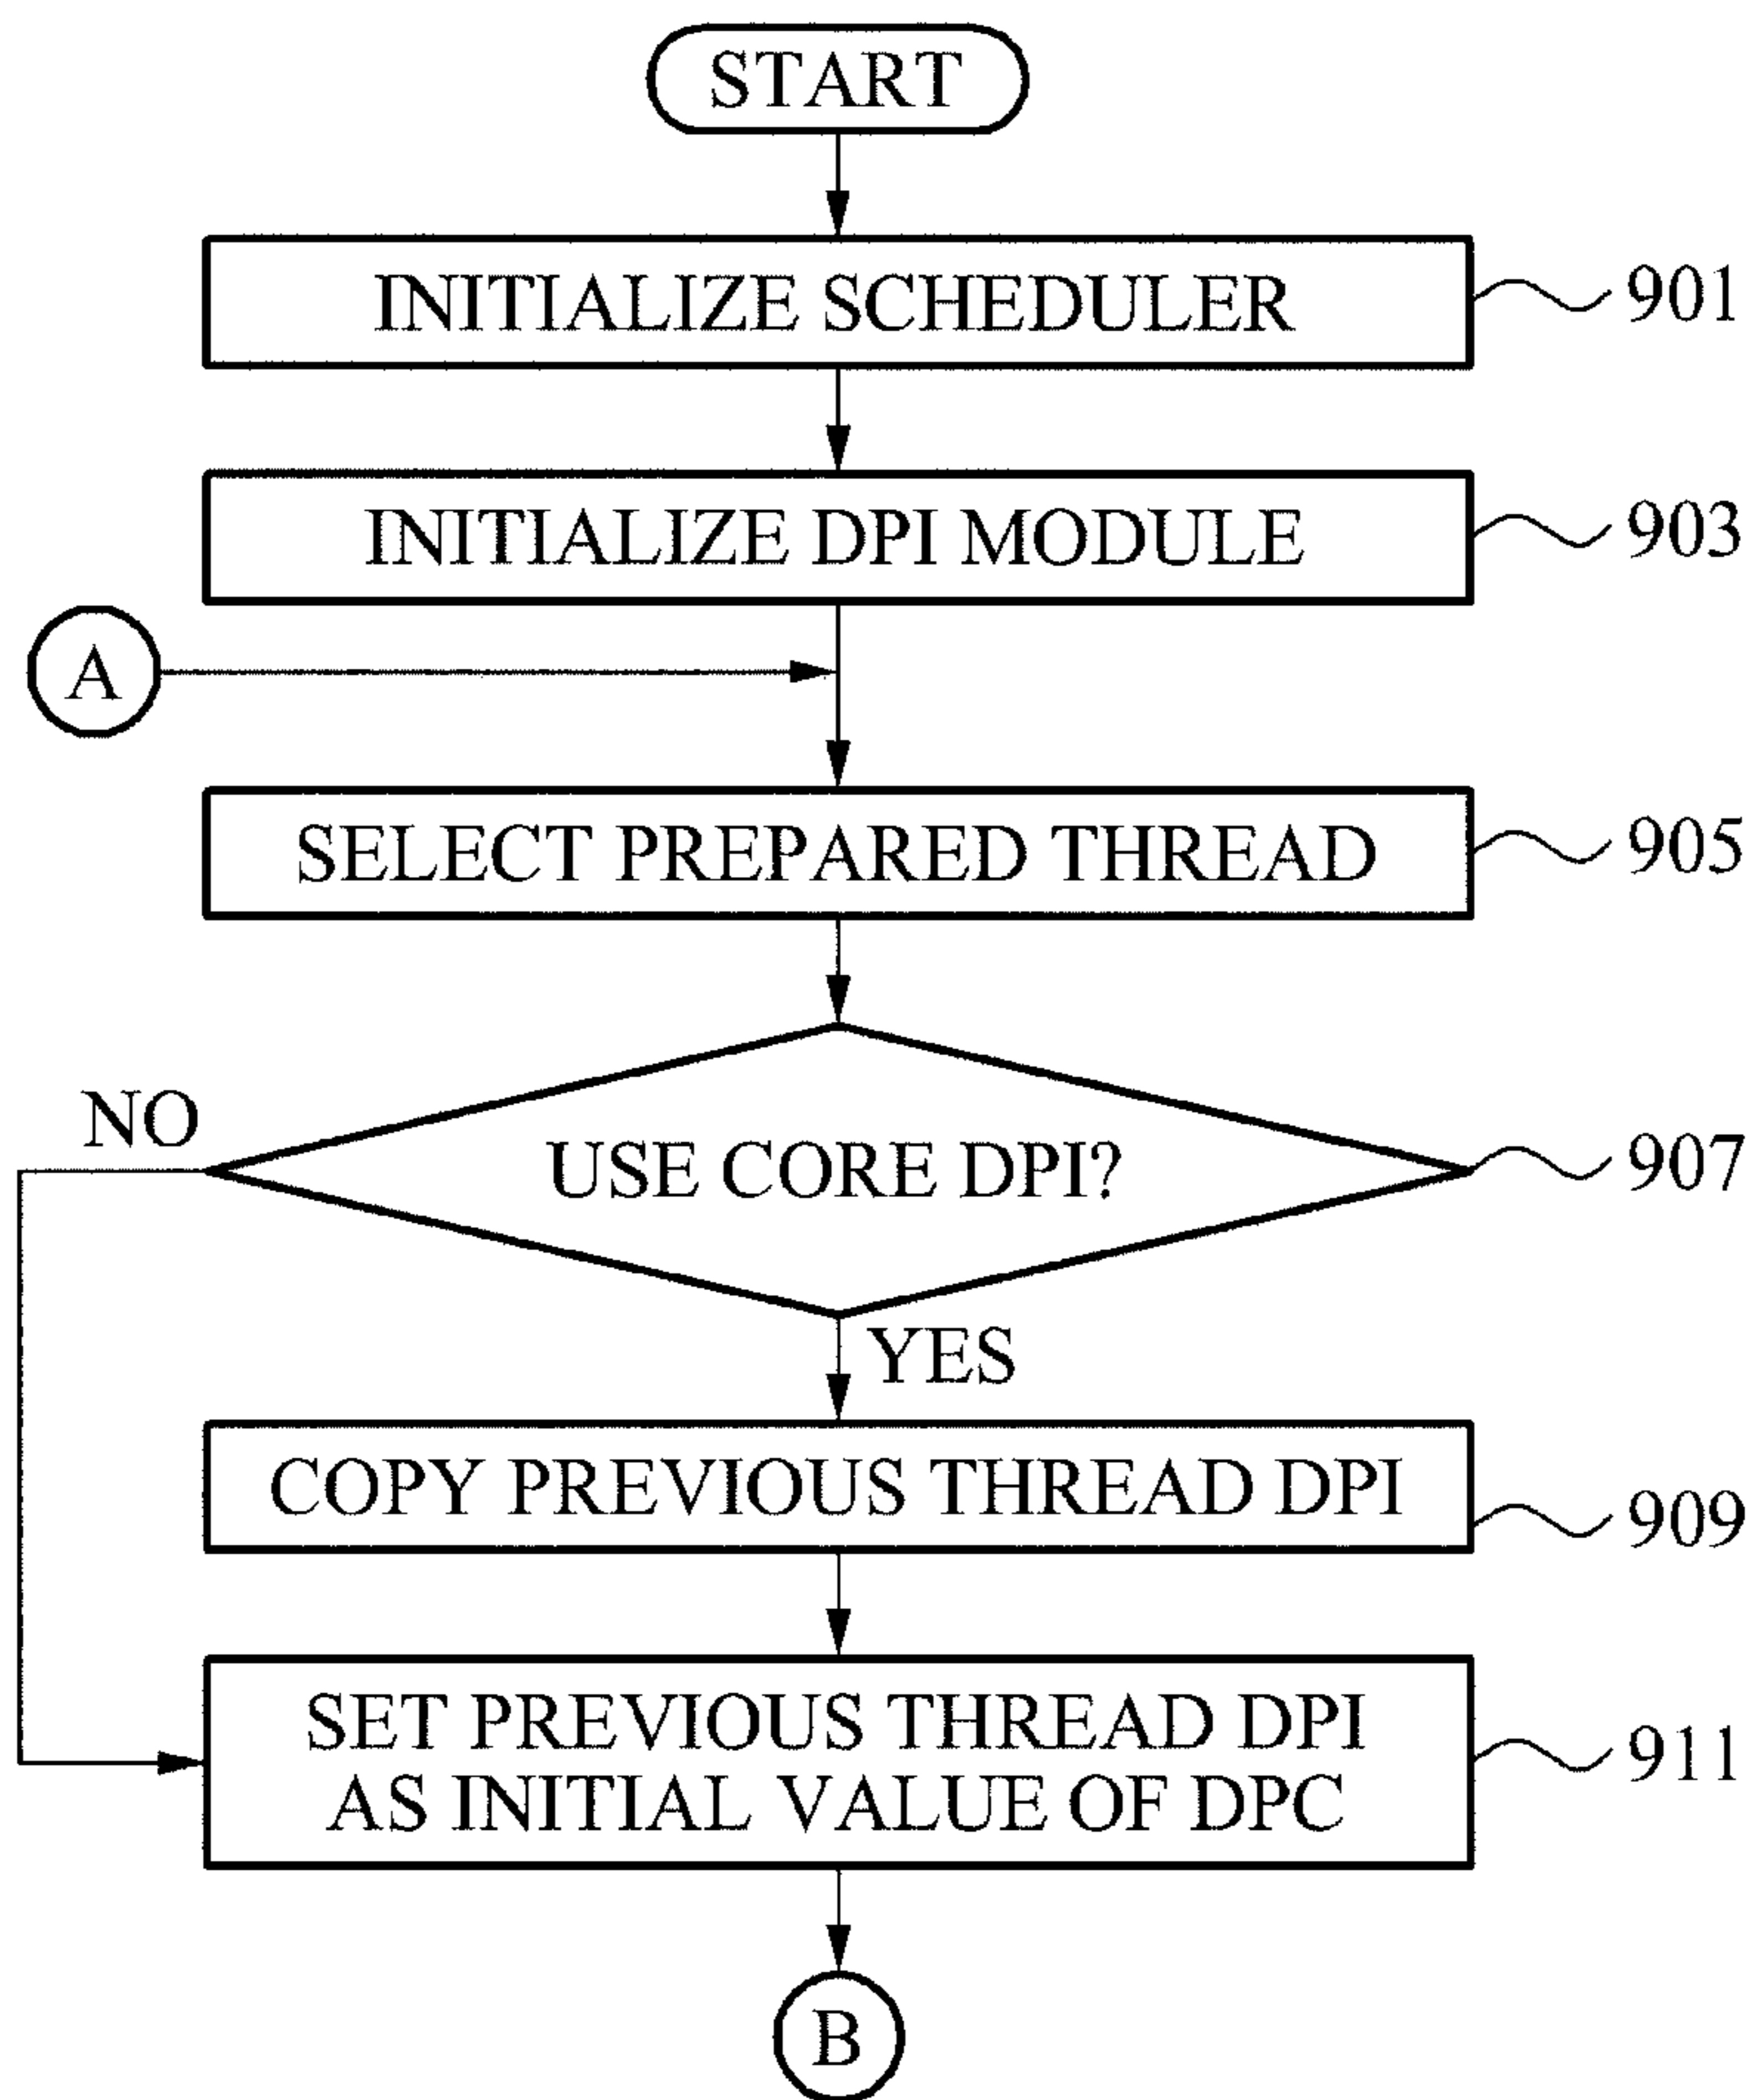 START
INITIALIZE SCHEDULER
901
INITIALIZE DPI MODULE
903
A
SELECT PREPARED THREAD
905
NO
USE CORE DPI?
907
YES
COPY PREVIOUS THREAD DPI
909
SET PREVIOUS THREAD DPI
AS INITIAL VALUE OF DPC
911
B